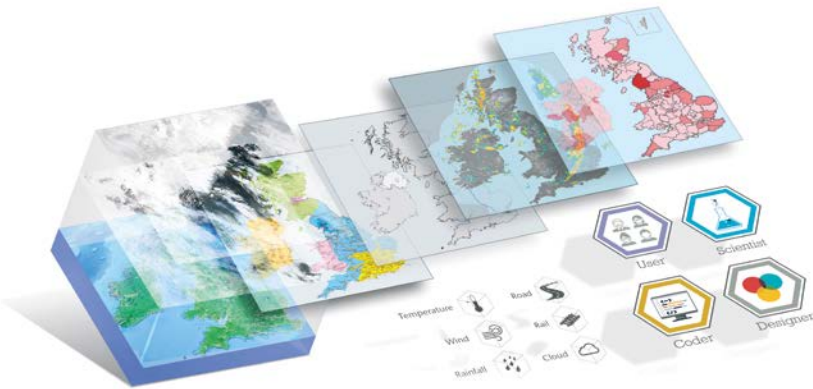 User
Scientist
Coder
Designer
Temperature
Road
Wind
Rail
Rainfall
Cloud